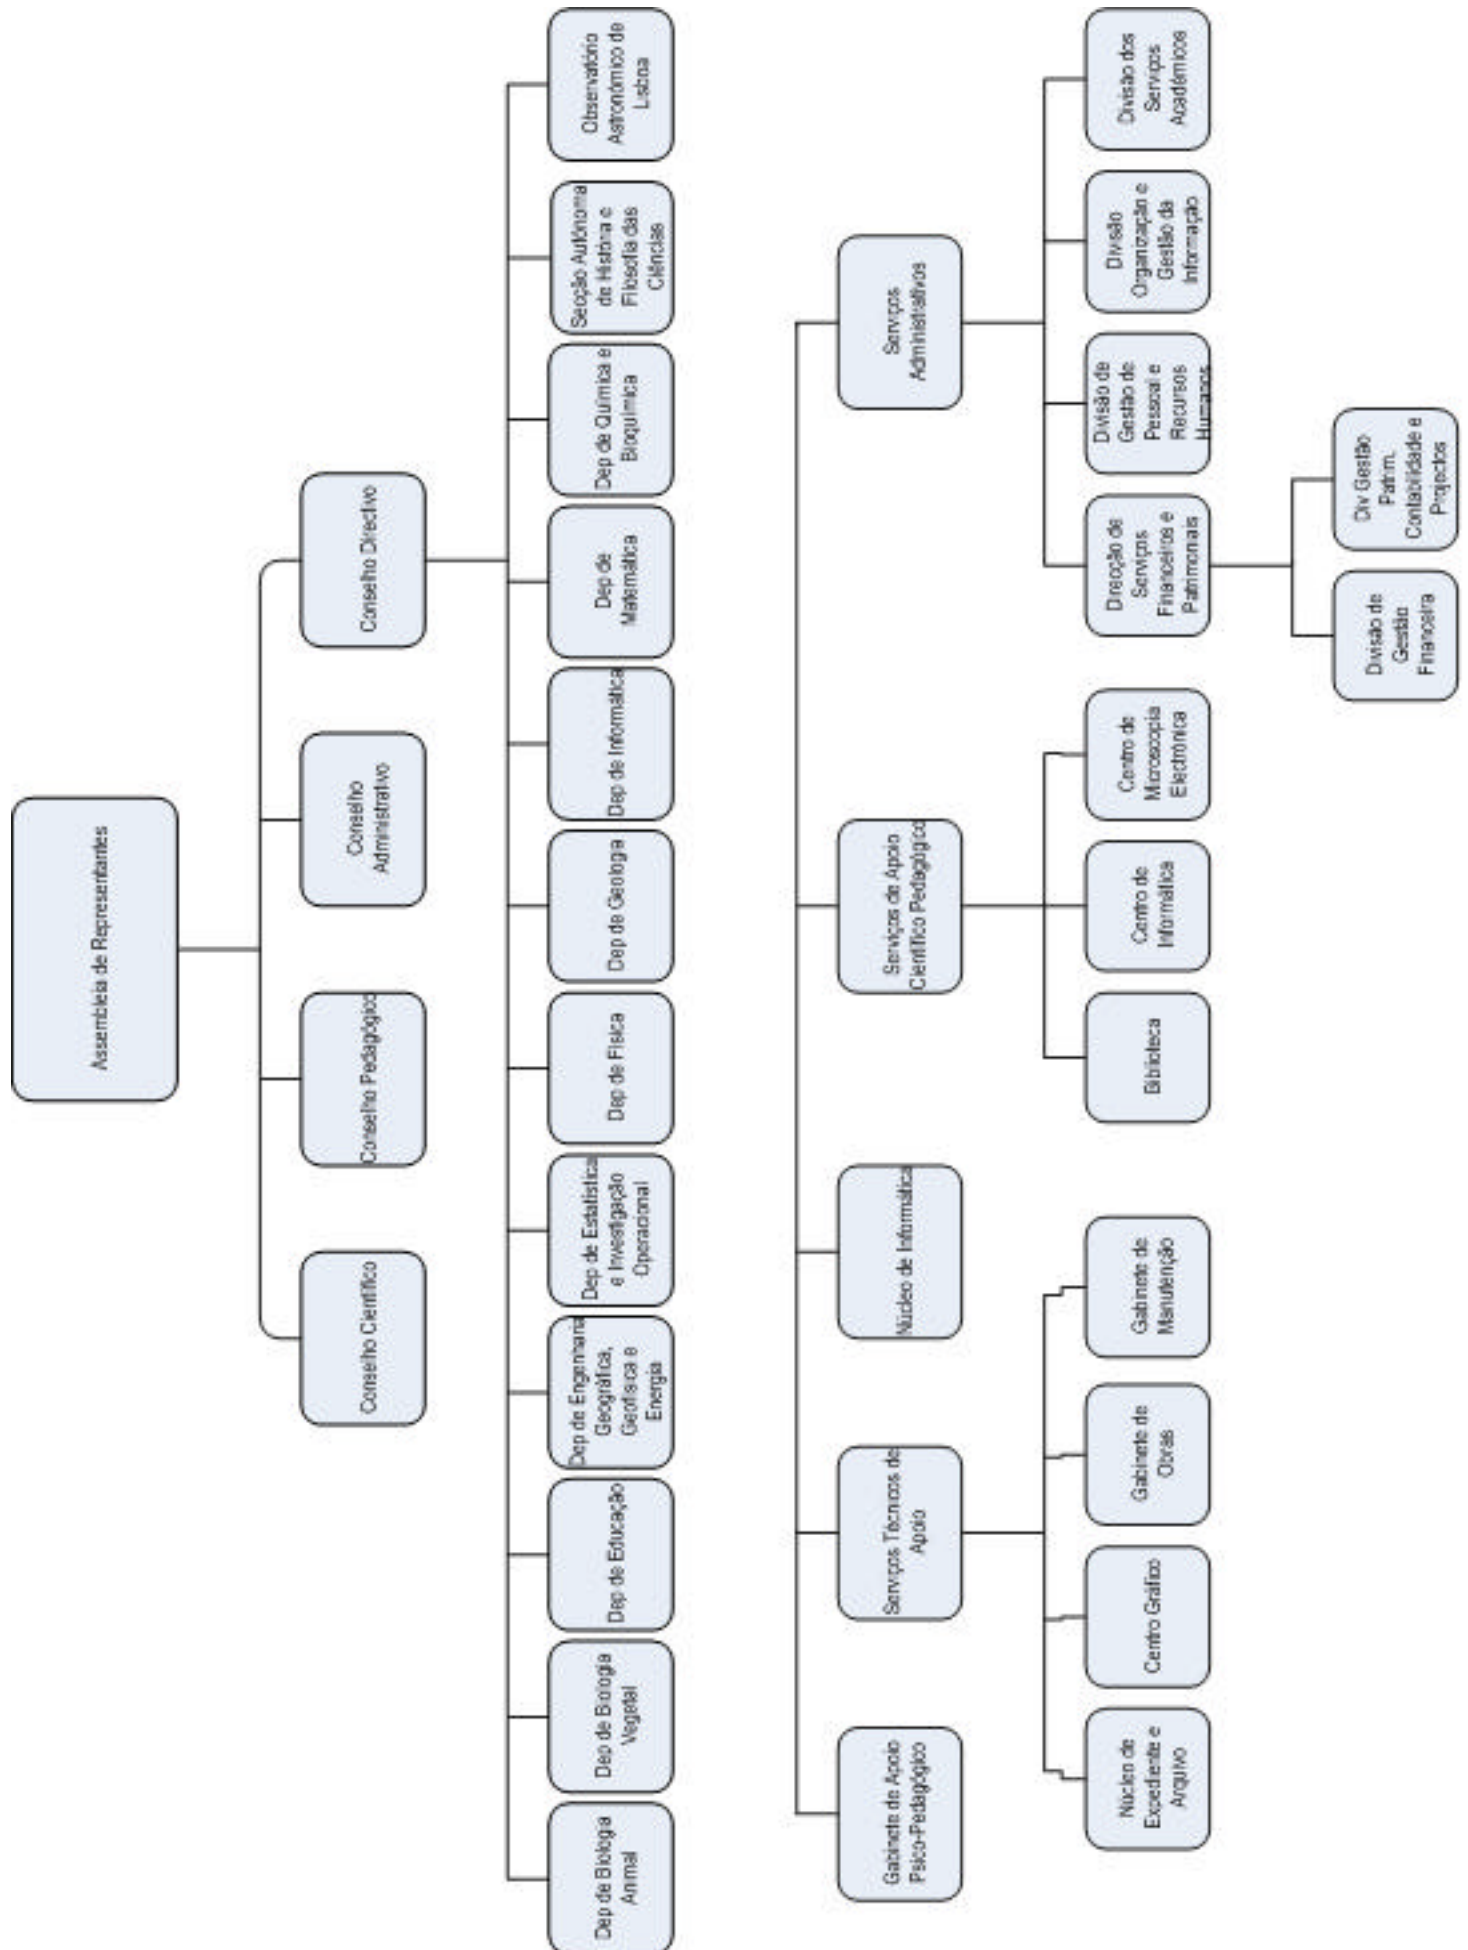 Assembleia de Representantes
Conselho Científico
Conselho Pedagógico
Conselho
Administrativo
Conselho Directivo
Dep de Biologia
Animal
Dep de Biologia
Vegetal
Dep de Educação
Dep de Engenharia
Geográfica,
Geofísica e
Energia
Dep de Estatística
e Investigação
Operacional
Dep de Física
Dep de Geologa
Dep de Informática
Dep de
Matemática
Dep de Química e
Bioquímica
Secção Autónoma
de História e
Filosofia das
Ciências
Observatório
Astronómico de
Lisboa
Gabinete de Apoio
Psico-Pedagógico
Serviços Técnicos de
Apoio
Núcleo de Informática
Serviços de Apoio
Científico Pedagógico
Serviços
Administrativos
Núcleo de
Expediente e
Arquivo
Centro Gráfico
Gabinete de
Obras
Gabinete de
Manutenção
Biblioteca
Centro de
Informática
Centro de
Microscopia
Electrónica
Direcção de
Serviços
Financeiros e
Patrimoniais
Divisão de
Gestão de
Pessoal e
Recursos
Humanos
Divisão
Organização e
Gestão da
Informação
Divisão dos
Serviços
Académicos
Divisão de
Gestão
Financeira
Div Gestão
Patrim.
Contabilidade e
Projectos